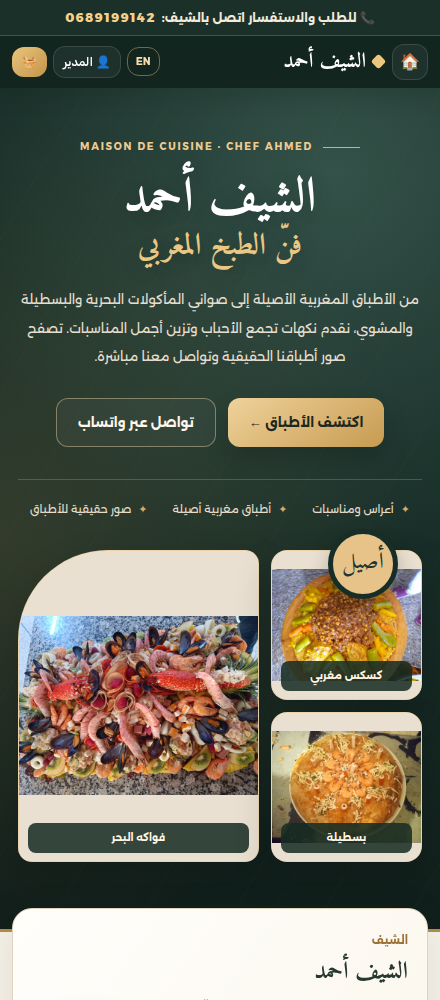 📞 للطلب والاستفسار اتصل بالشيف: 0689199142
الشيف أحمد
EN
👤 المدير
MAISON DE CUISINE · CHEF AHMED
الشيف أحمد
فنّ الطبخ المغربي
من الأطباق المغربية الأصيلة إلى صواني المأكولات البحرية والبسطيلة
والمشوي، نقدم نكهات تجمع الأحباب وتزين أجمل المناسبات. تصفح
صور أطباقنا الحقيقية وتواصل معنا مباشرة.
اكتشف الأطباق ←
تواصل عبر واتساب
✦ أعراس ومناسبات
✦ أطباق مغربية أصيلة
✦ صور حقيقية للأطباق
أصيل
كسكس مغربي
فواكه البحر
بسطيلة
الشيف
الشيف أحمد